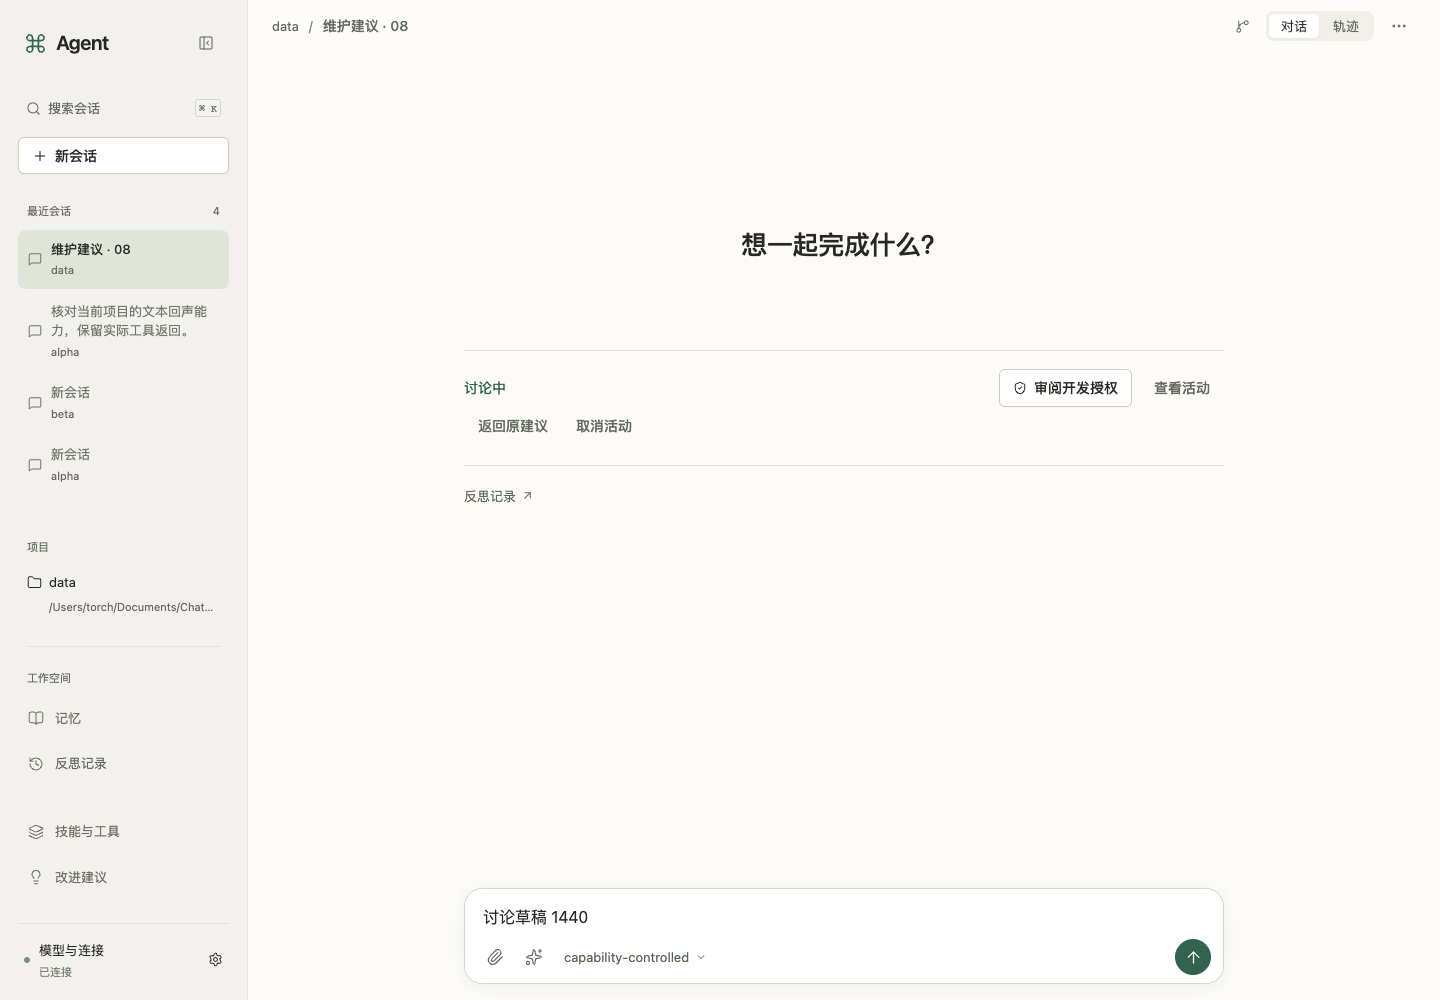 Agent
搜索会话
⌘ K
新会话
最近会话 4
维护建议 · 08
data
核对当前项目的文本回声能
力，保留实际工具返回。
alpha
新会话
beta
新会话
alpha
项目
data
/Users/torch/Documents/Chat...
工作空间
记忆
反思记录
技能与工具
改进建议
模型与连接
已连接
data / 维护建议 · 08
对话 轨迹
想一起完成什么?
讨论中
审阅开发授权 查看活动
返回原建议 取消活动
反思记录
讨论草稿 1440
capability-controlled